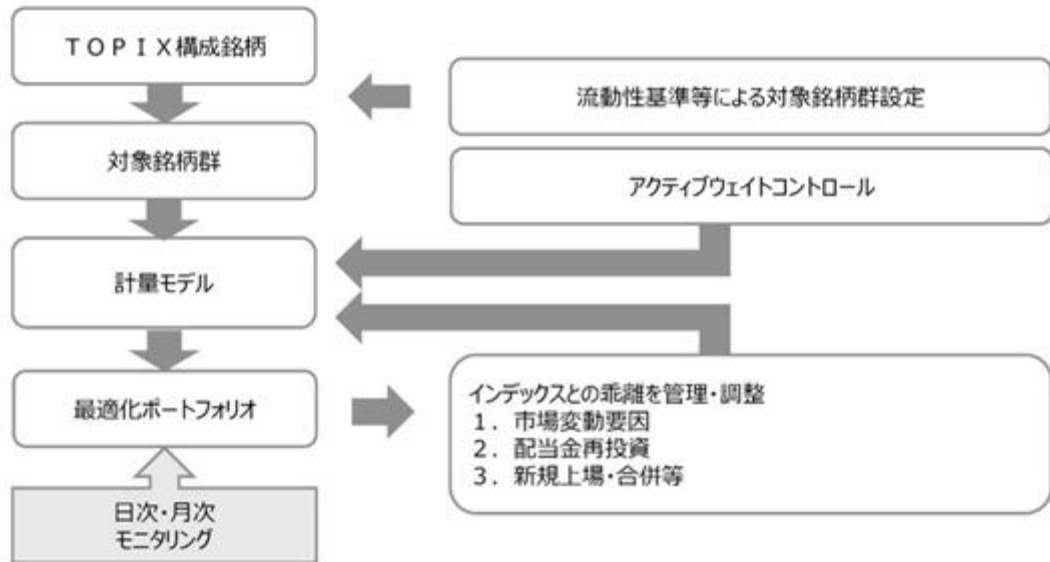 TOPIX構成銘柄
流動性基準等による対象銘柄群設定
対象銘柄群
アクティブウェイトコントロール
計量モデル
最適化ポートフォリオ
インデックスとの乖離を管理・調整
1．市場変動要因
2．配当金再投資
3．新規上場・合併等
日次・月次
モニタリング